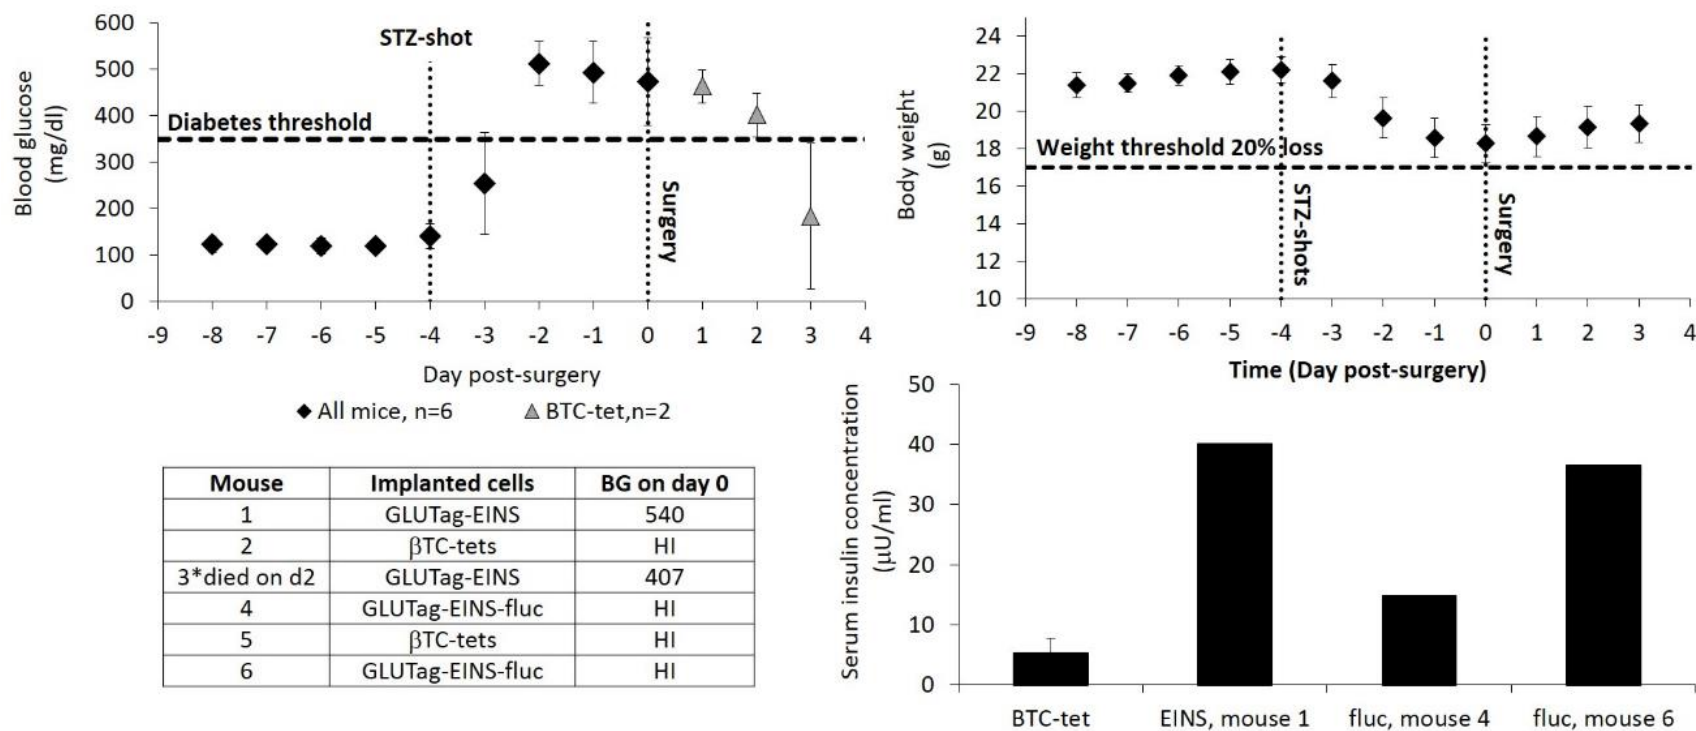 600
500
400
300
200
100
0
Blood glucose
(mg/dl)
STZ-shot
Diabetes threshold
Surgery
-9 -8 -7 -6 -5 -4 -3 -2 -1 0 1 2 3 4
Day post-surgery
All mice, n=6 BTC-tet,n=2
24
22
20
18
16
14
12
10
Body weight
(g)
Weight threshold 20% loss
STZ-shots
Surgery
-9 -8 -7 -6 -5 -4 -3 -2 -1 0 1 2 3 4
Time (Day post-surgery)
Mouse Implanted cells BG on day 0
1 GLUTag-EINS 540
2 βTC-tets HI
3*died on d2 GLUTag-EINS 407
4 GLUTag-EINS-fluc HI
5 βTC-tets HI
6 GLUTag-EINS-fluc HI
50
40
30
20
10
0
Serum insulin concentration
(μU/ml)
BTC-tet EINS, mouse 1 fluc, mouse 4 fluc, mouse 6